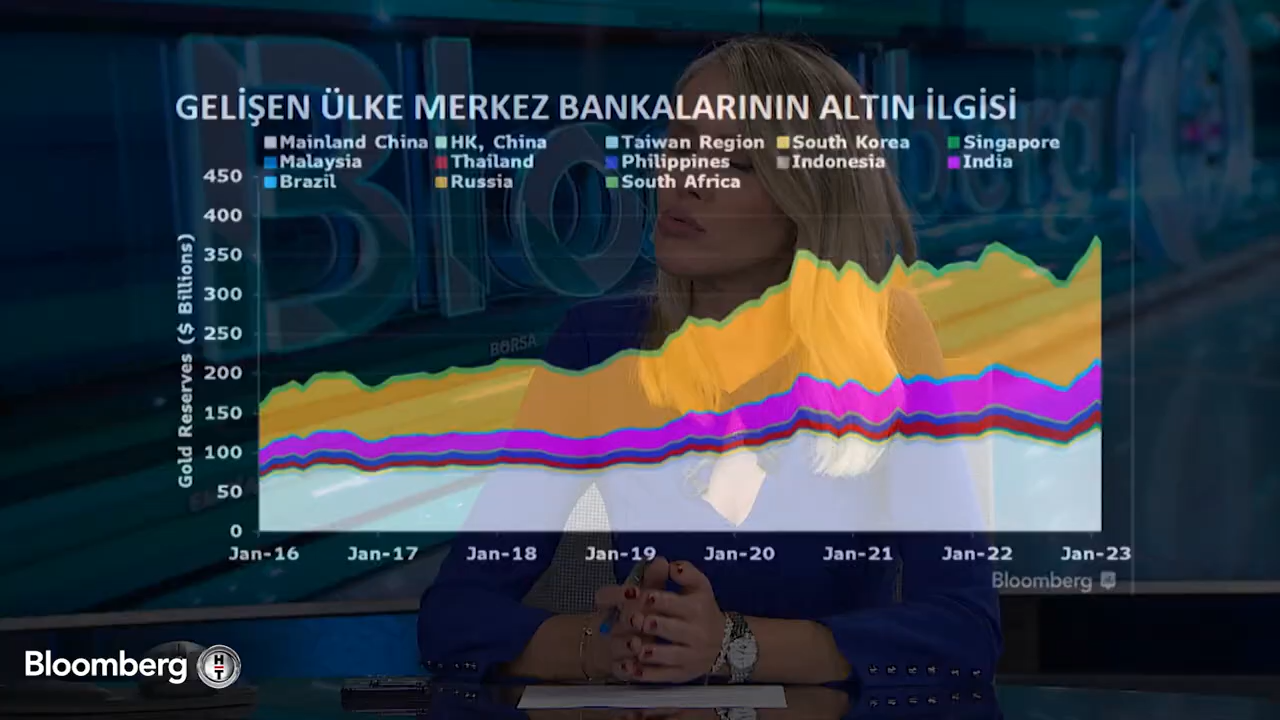 GELİŞEN ÜLKE MERKEZ BANKALARININ ALTIN İLGİSİ
Mainland China HK, China Taiwan Region South Korea Singapore
Malaysia Thailand Philippines Indonesia India
Brazil Russia South Africa
Gold Reserves ($ Billions)
450
400
350
300
250
200
150
100
50
0
Jan-16 Jan-17 Jan-18 Jan-19 Jan-20 Jan-21 Jan-22 Jan-23
Bloomberg
BORSA
Bloomberg HT